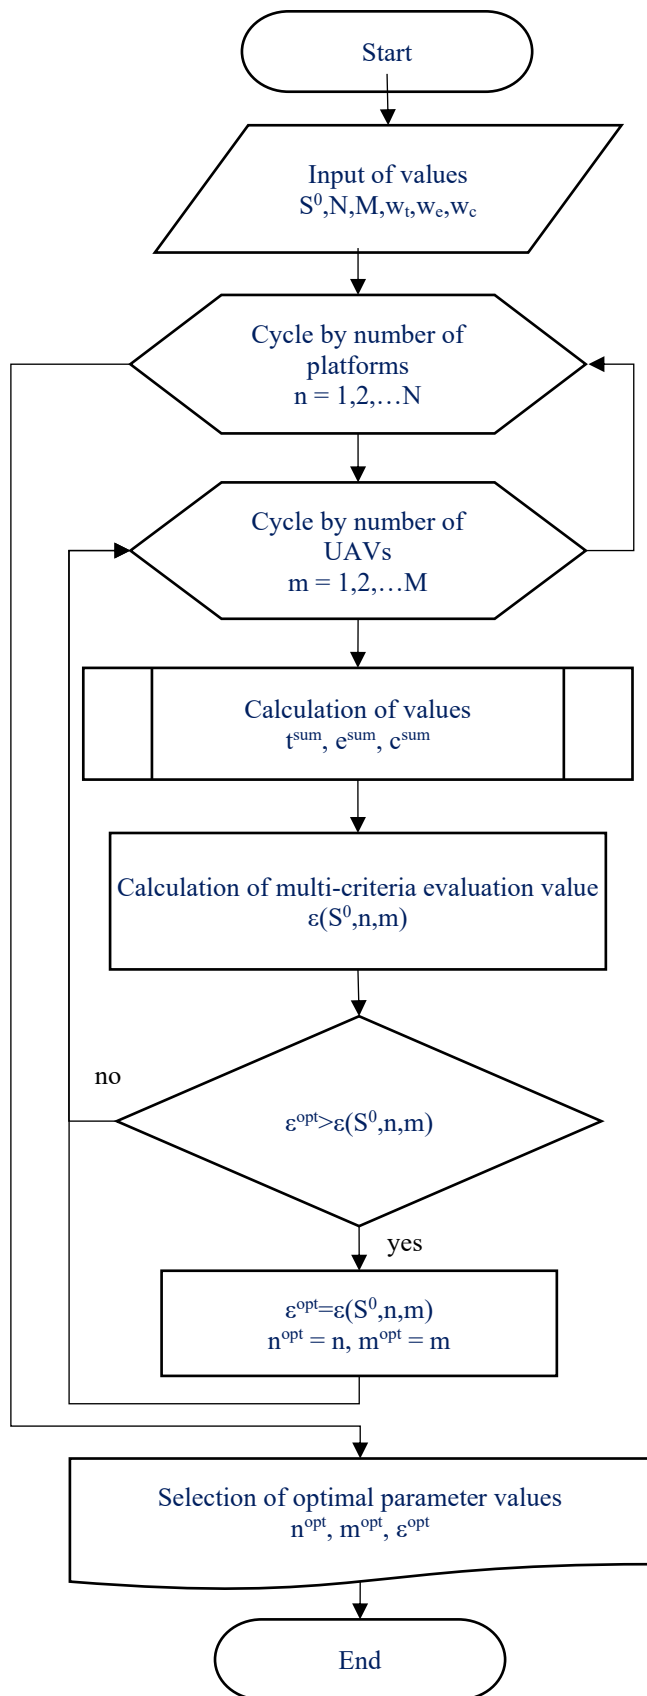 Start
Input of values
S⁰,N,M,wₜ,wₑ,w꜀
Cycle by number of
platforms
n = 1,2,…N
Cycle by number of
UAVs
m = 1,2,…M
Calculation of values
tˢᵘᵐ, eˢᵘᵐ, cˢᵘᵐ
Calculation of multi-criteria evaluation value
ε(S⁰,n,m)
no
εᵒᵖᵗ>ε(S⁰,n,m)
yes
εᵒᵖᵗ=ε(S⁰,n,m)
nᵒᵖᵗ = n, mᵒᵖᵗ = m
Selection of optimal parameter values
nᵒᵖᵗ, mᵒᵖᵗ, εᵒᵖᵗ
End